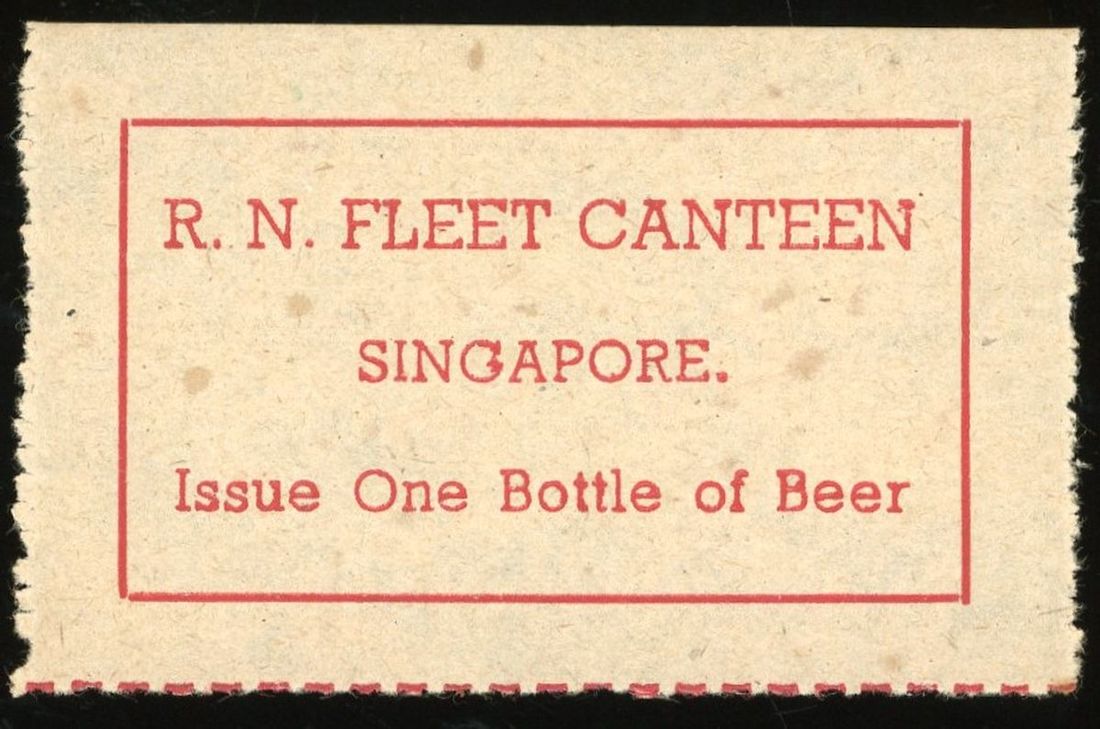 R. N. FLEET CANTEEN
SINGAPORE.
Issue One Bottle of Beer